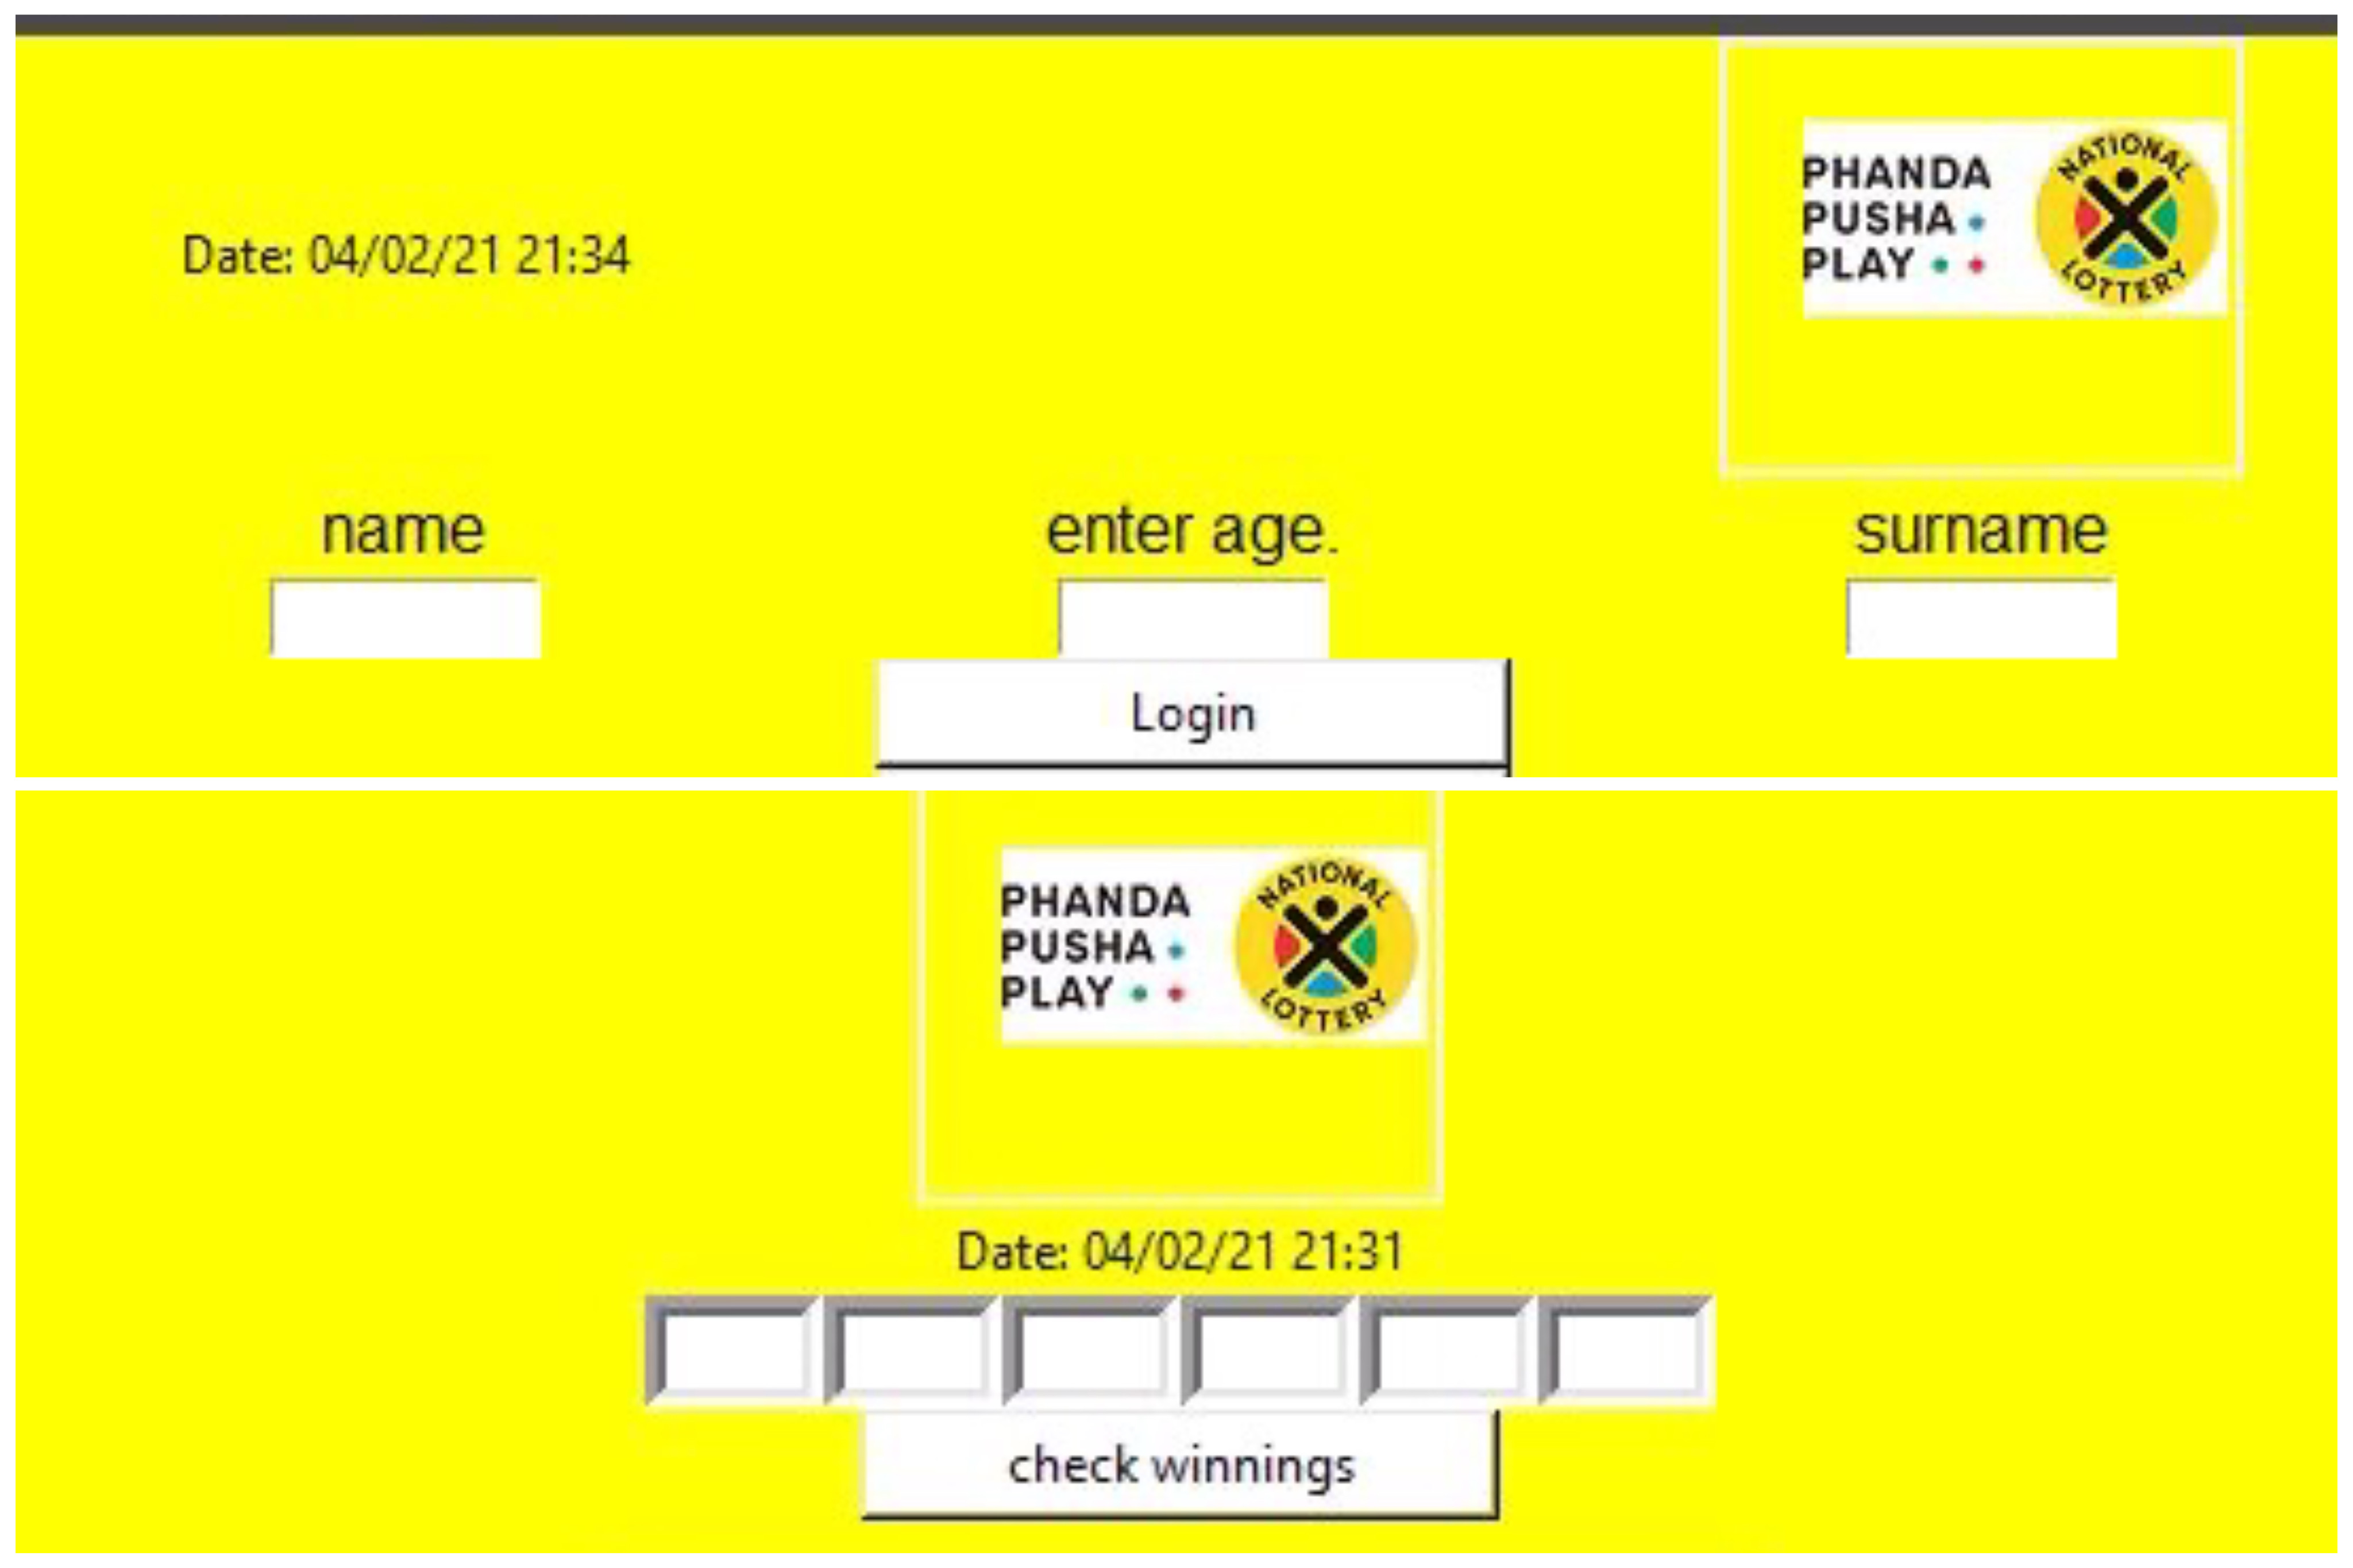 PHANDA
PUSHA
PLAY
NATIONAL
LOTTERY
Date: 04/02/21 21:34
name
enter age.
surname
Login
PHANDA
PUSHA
PLAY
NATIONAL
LOTTERY
Date: 04/02/21 21:31
check winnings